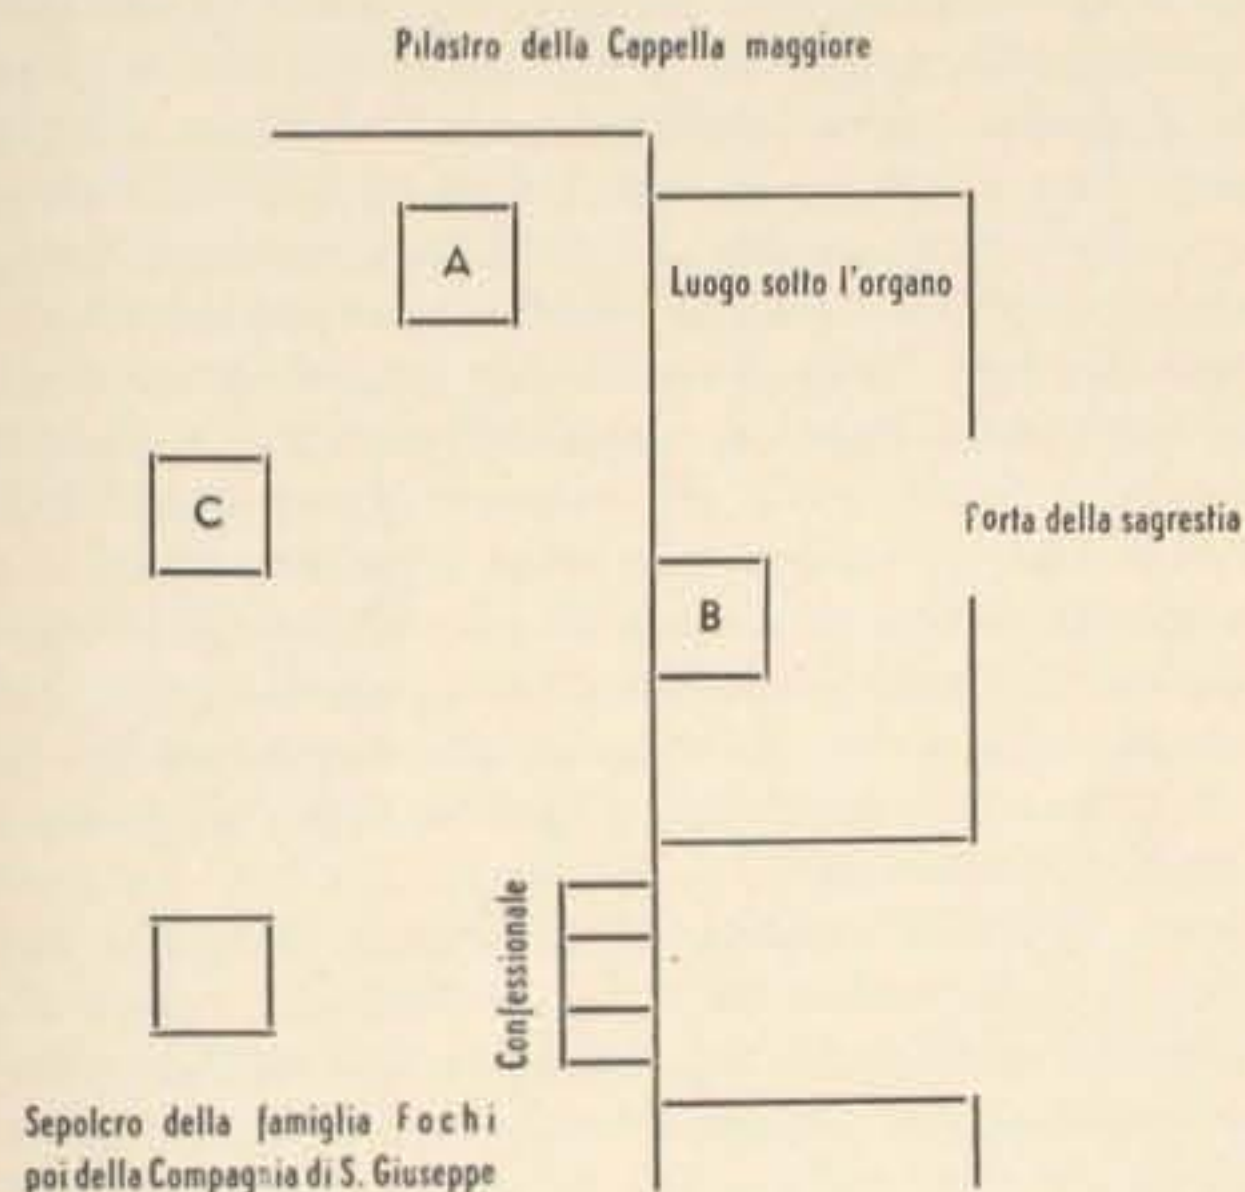 Pilastro della Cappella maggiore
A
Luogo sotto l'organo
C
Porta della sagrestia
B
Confessionale
Sepolcro della famiglia Fochi
poi della Compagnia di S. Giuseppe